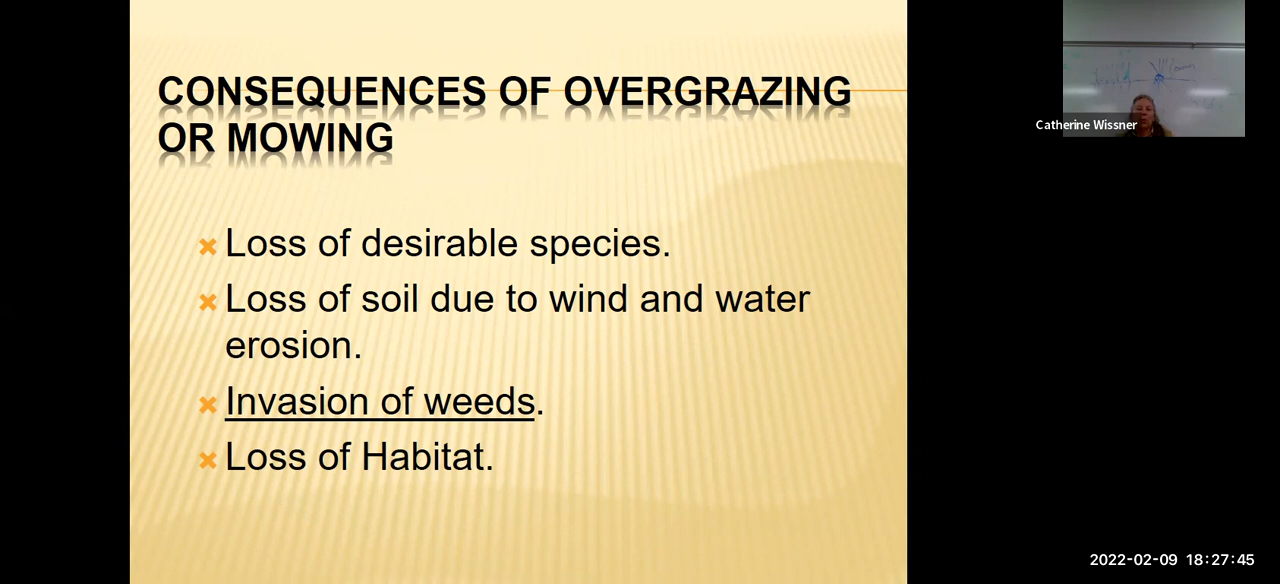 CONSEQUENCES OF OVERGRAZING
OR MOWING
Loss of desirable species.
Loss of soil due to wind and water
erosion.
Invasion of weeds.
Loss of Habitat.
Catherine Wissner
2022-02-09 18:27:45